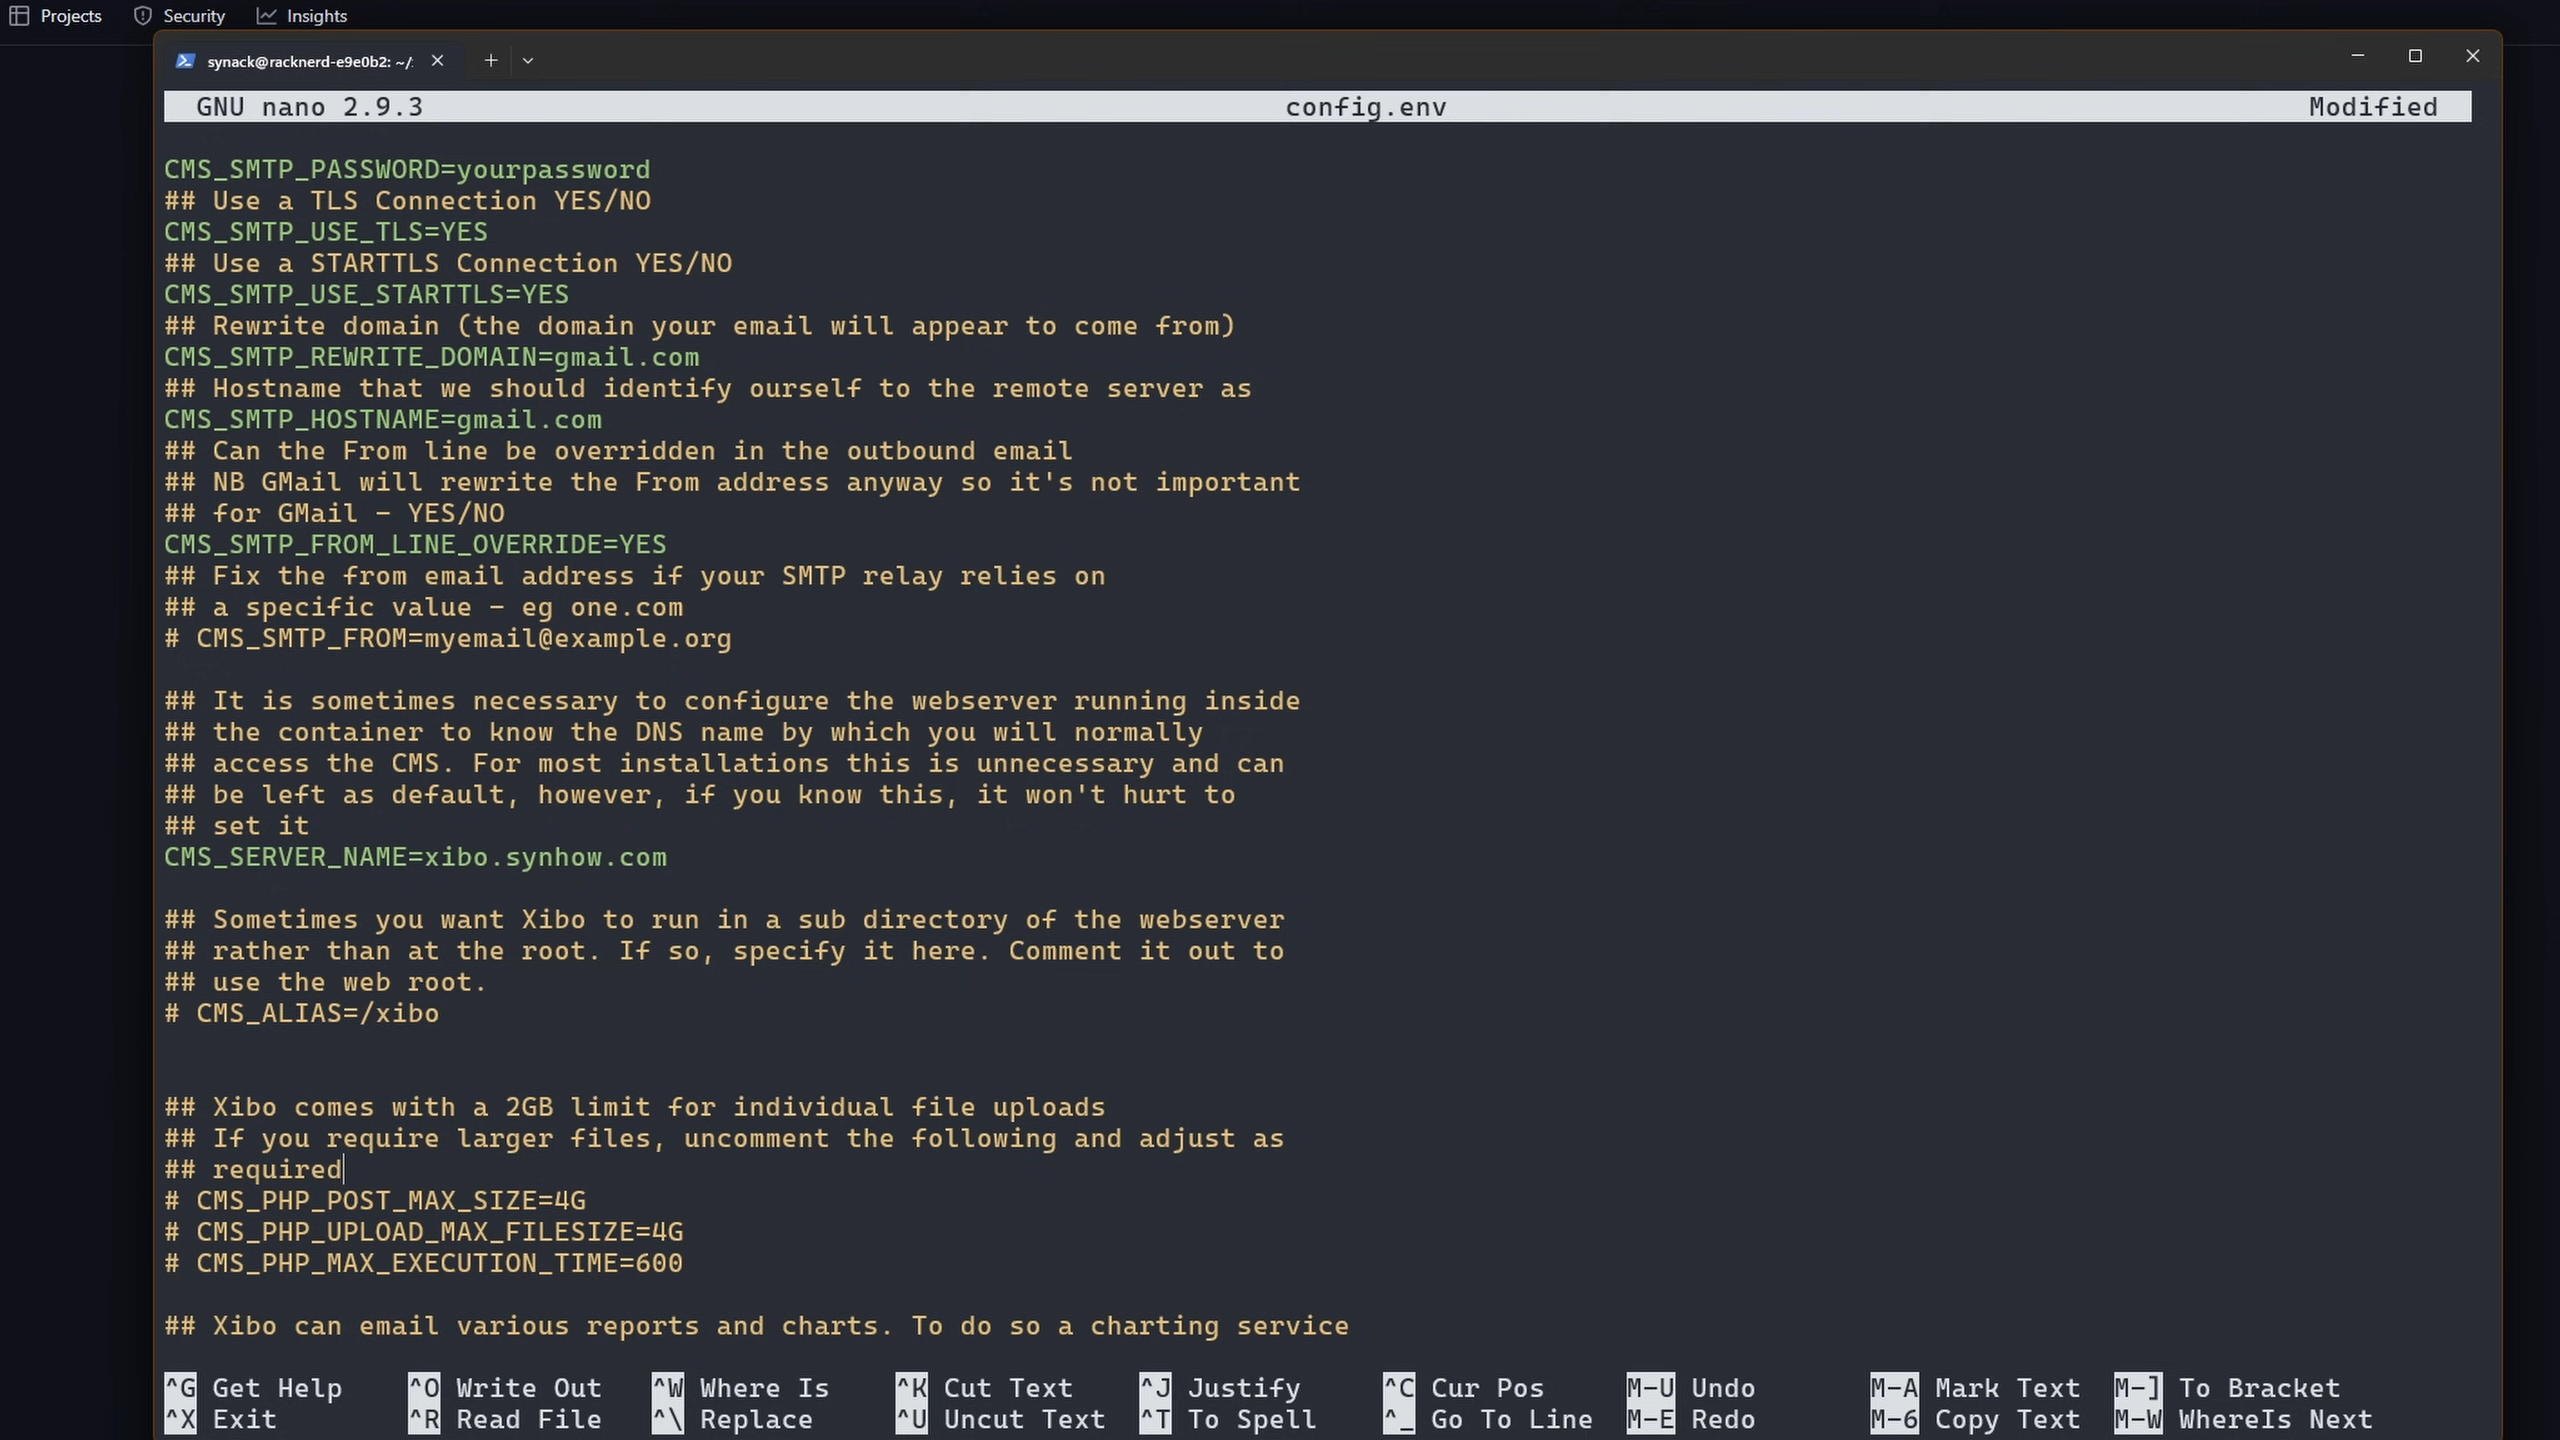 Projects Security Insights
synack@racknerd-e9e0b2: ~/
GNU nano 2.9.3 config.env Modified
CMS_SMTP_PASSWORD=yourpassword
## Use a TLS Connection YES/NO
CMS_SMTP_USE_TLS=YES
## Use a STARTTLS Connection YES/NO
CMS_SMTP_USE_STARTTLS=YES
## Rewrite domain (the domain your email will appear to come from)
CMS_SMTP_REWRITE_DOMAIN=gmail.com
## Hostname that we should identify ourself to the remote server as
CMS_SMTP_HOSTNAME=gmail.com
## Can the From line be overridden in the outbound email
## NB GMail will rewrite the From address anyway so it's not important
## for GMail - YES/NO
CMS_SMTP_FROM_LINE_OVERRIDE=YES
## Fix the from email address if your SMTP relay relies on
## a specific value - eg one.com
# CMS_SMTP_FROM=myemail@example.org
## It is sometimes necessary to configure the webserver running inside
## the container to know the DNS name by which you will normally
## access the CMS. For most installations this is unnecessary and can
## be left as default, however, if you know this, it won't hurt to
## set it
CMS_SERVER_NAME=xibo.synhow.com
## Sometimes you want Xibo to run in a sub directory of the webserver
## rather than at the root. If so, specify it here. Comment it out to
## use the web root.
# CMS_ALIAS=/xibo
## Xibo comes with a 2GB limit for individual file uploads
## If you require larger files, uncomment the following and adjust as
## required
# CMS_PHP_POST_MAX_SIZE=4G
# CMS_PHP_UPLOAD_MAX_FILESIZE=4G
# CMS_PHP_MAX_EXECUTION_TIME=600
## Xibo can email various reports and charts. To do so a charting service
^G Get Help ^O Write Out ^W Where Is ^K Cut Text ^J Justify ^C Cur Pos M-U Undo M-A Mark Text M-] To Bracket
^X Exit ^R Read File ^\ Replace ^U Uncut Text ^T To Spell ^_ Go To Line M-E Redo M-6 Copy Text M-W WhereIs Next